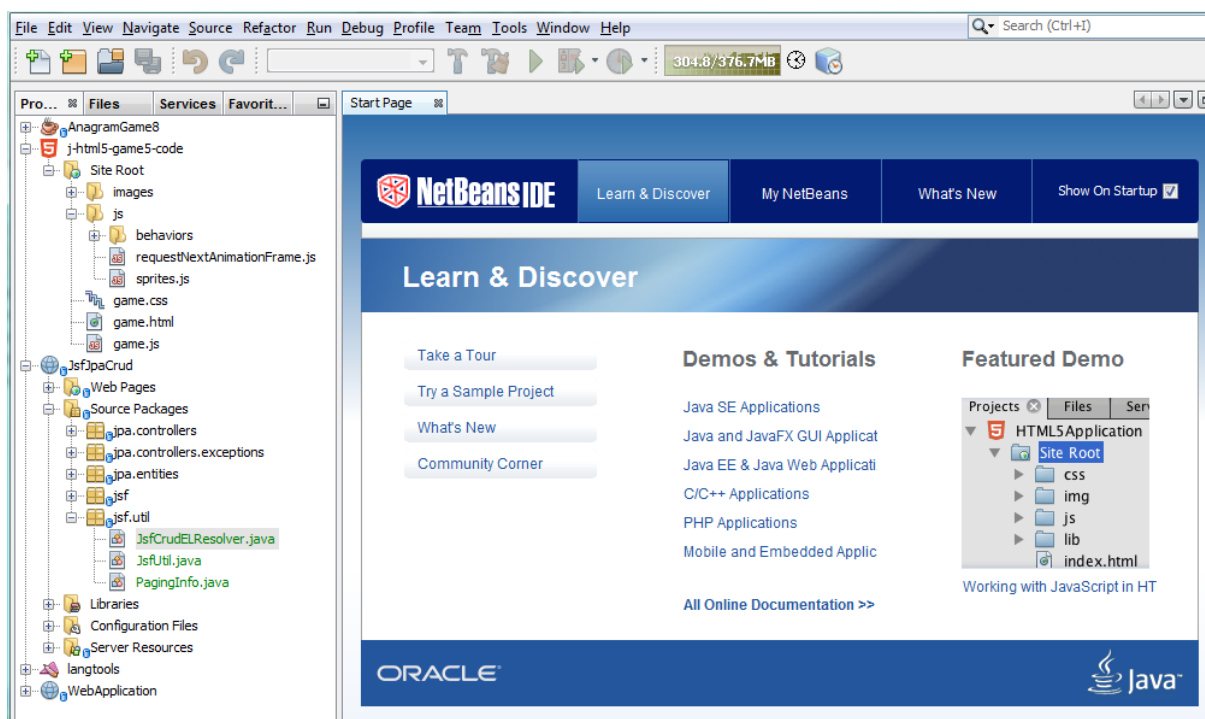 File Edit View Navigate Source Refactor Run Debug Profile Team Tools Window Help
Search (Ctrl+I)
304.8/376.7MB
Pro... Files Services Favorit...
Start Page
AnagramGame8
j-html5-game5-code
Site Root
images
js
behaviors
requestNextAnimationFrame.js
sprites.js
game.css
game.html
game.js
JsfJpaCrud
Web Pages
Source Packages
jpa.controllers
jpa.controllers.exceptions
jpa.entities
jsf
jsf.util
JsfCrudELResolver.java
JsfUtil.java
PagingInfo.java
Libraries
Configuration Files
Server Resources
langtools
WebApplication
NetBeans IDE
Learn & Discover
My NetBeans
What's New
Show On Startup
Learn & Discover
Take a Tour
Try a Sample Project
What's New
Community Corner
Demos & Tutorials
Java SE Applications
Java and JavaFX GUI Applicat
Java EE & Java Web Applicati
C/C++ Applications
PHP Applications
Mobile and Embedded Applic
All Online Documentation >>
Featured Demo
Projects Files Serv
HTML5Application
Site Root
css
img
js
lib
index.html
Working with JavaScript in HT
ORACLE
Java